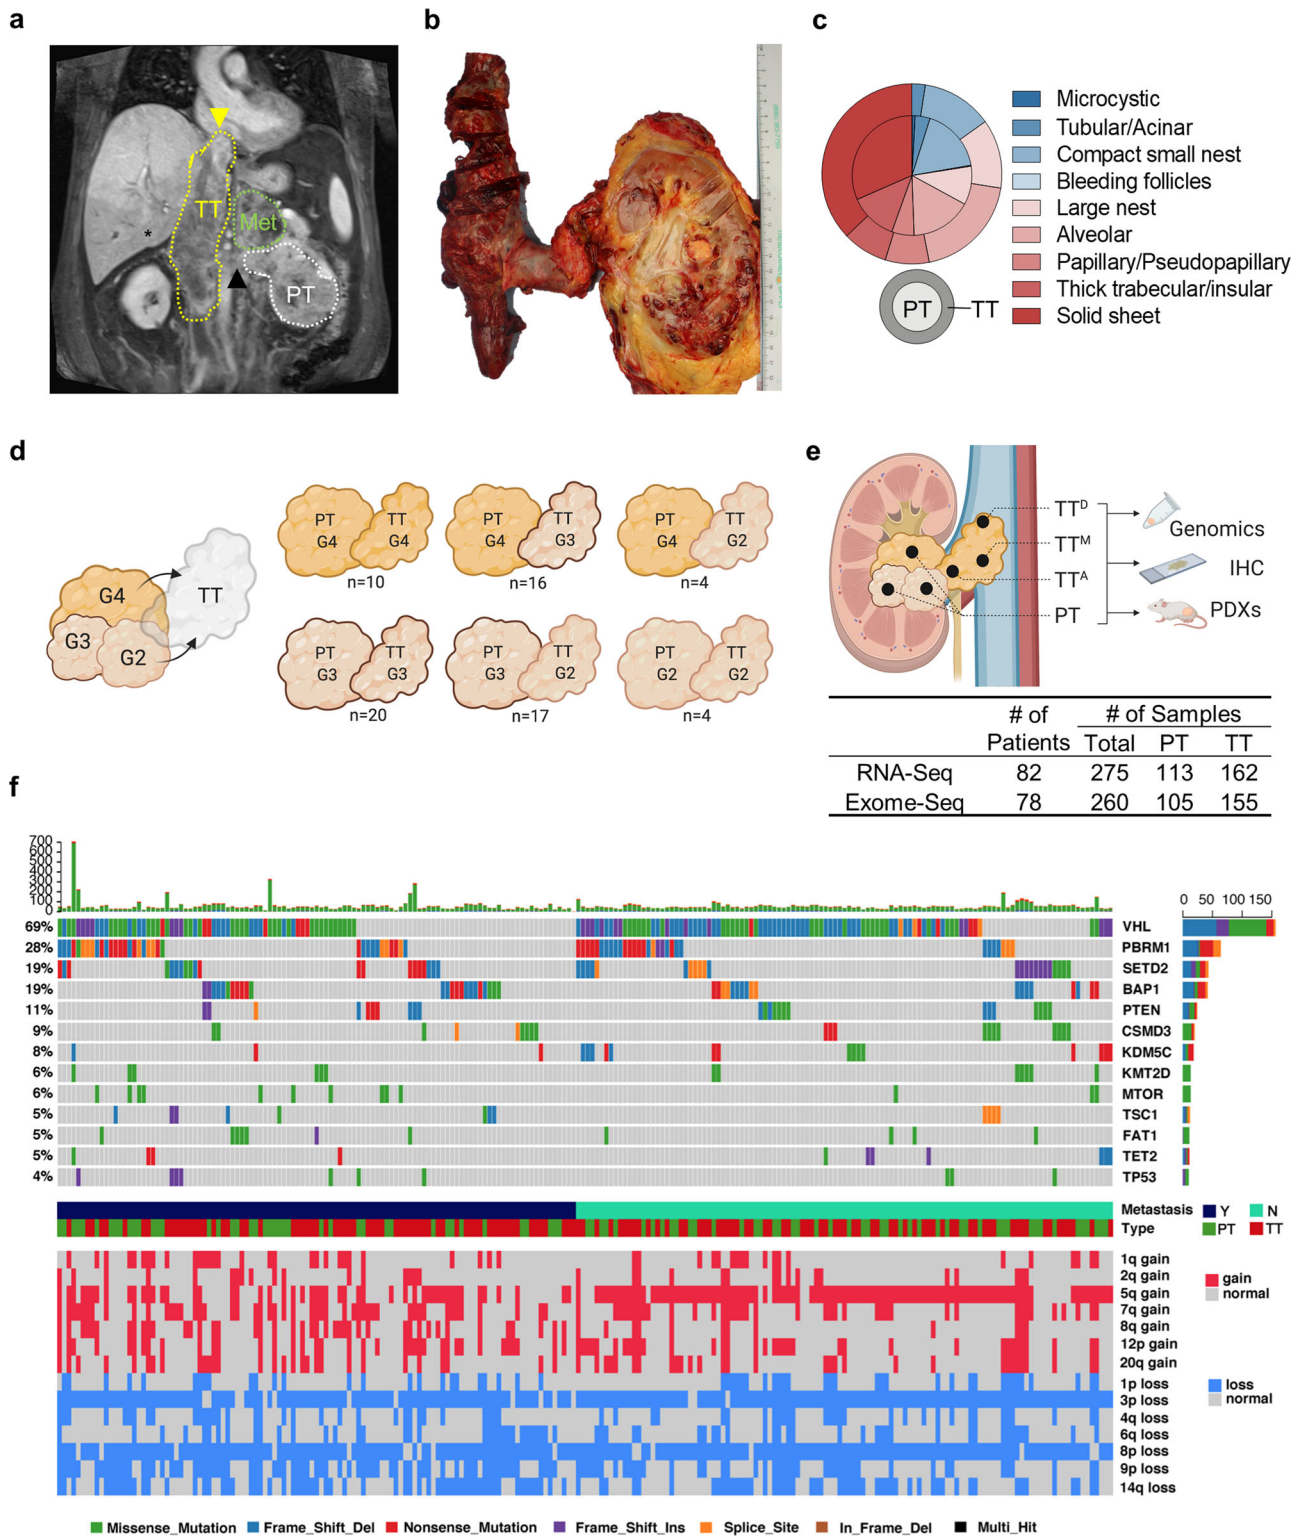 a
b
c
TT
Met
PT
*
Microcystic
Tubular/Acinar
Compact small nest
Bleeding follicles
Large nest
Alveolar
Papillary/Pseudopapillary
Thick trabecular/insular
Solid sheet
PT
TT
d
G4
G3
G2
TT
PT
G4
TT
G4
n=10
PT
G4
TT
G3
n=16
PT
G4
TT
G2
n=4
PT
G3
TT
G3
n=20
PT
G3
TT
G2
n=17
PT
G2
TT
G2
n=4
e
TTD
TTM
TTA
PT
Genomics
IHC
PDXs
# of Patients # of Samples
Total PT TT
RNA-Seq 82 275 113 162
Exome-Seq 78 260 105 155
f
700
600
500
400
300
200
100
0
0 50 100 150
69% VHL
28% PBRM1
19% SETD2
19% BAP1
11% PTEN
9% CSMD3
8% KDM5C
6% KMT2D
6% MTOR
5% TSC1
5% FAT1
5% TET2
4% TP53
Metastasis Y N
Type PT TT
1q gain
2q gain
5q gain
7q gain
8q gain
12p gain
20q gain
gain
normal
1p loss
3p loss
4q loss
6q loss
8p loss
9p loss
14q loss
loss
normal
Missense_Mutation Frame_Shift_Del Nonsense_Mutation Frame_Shift_Ins Splice_Site In_Frame_Del Multi_Hit